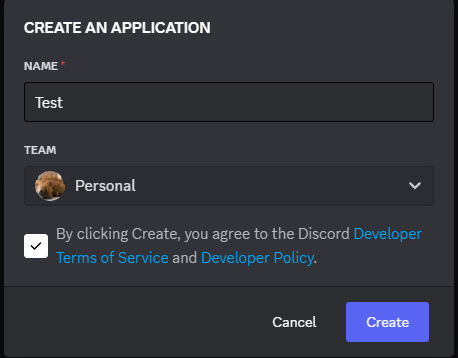 CREATE AN APPLICATION
NAME *
Test
TEAM
Personal
By clicking Create, you agree to the Discord Developer
Terms of Service and Developer Policy.
Cancel Create